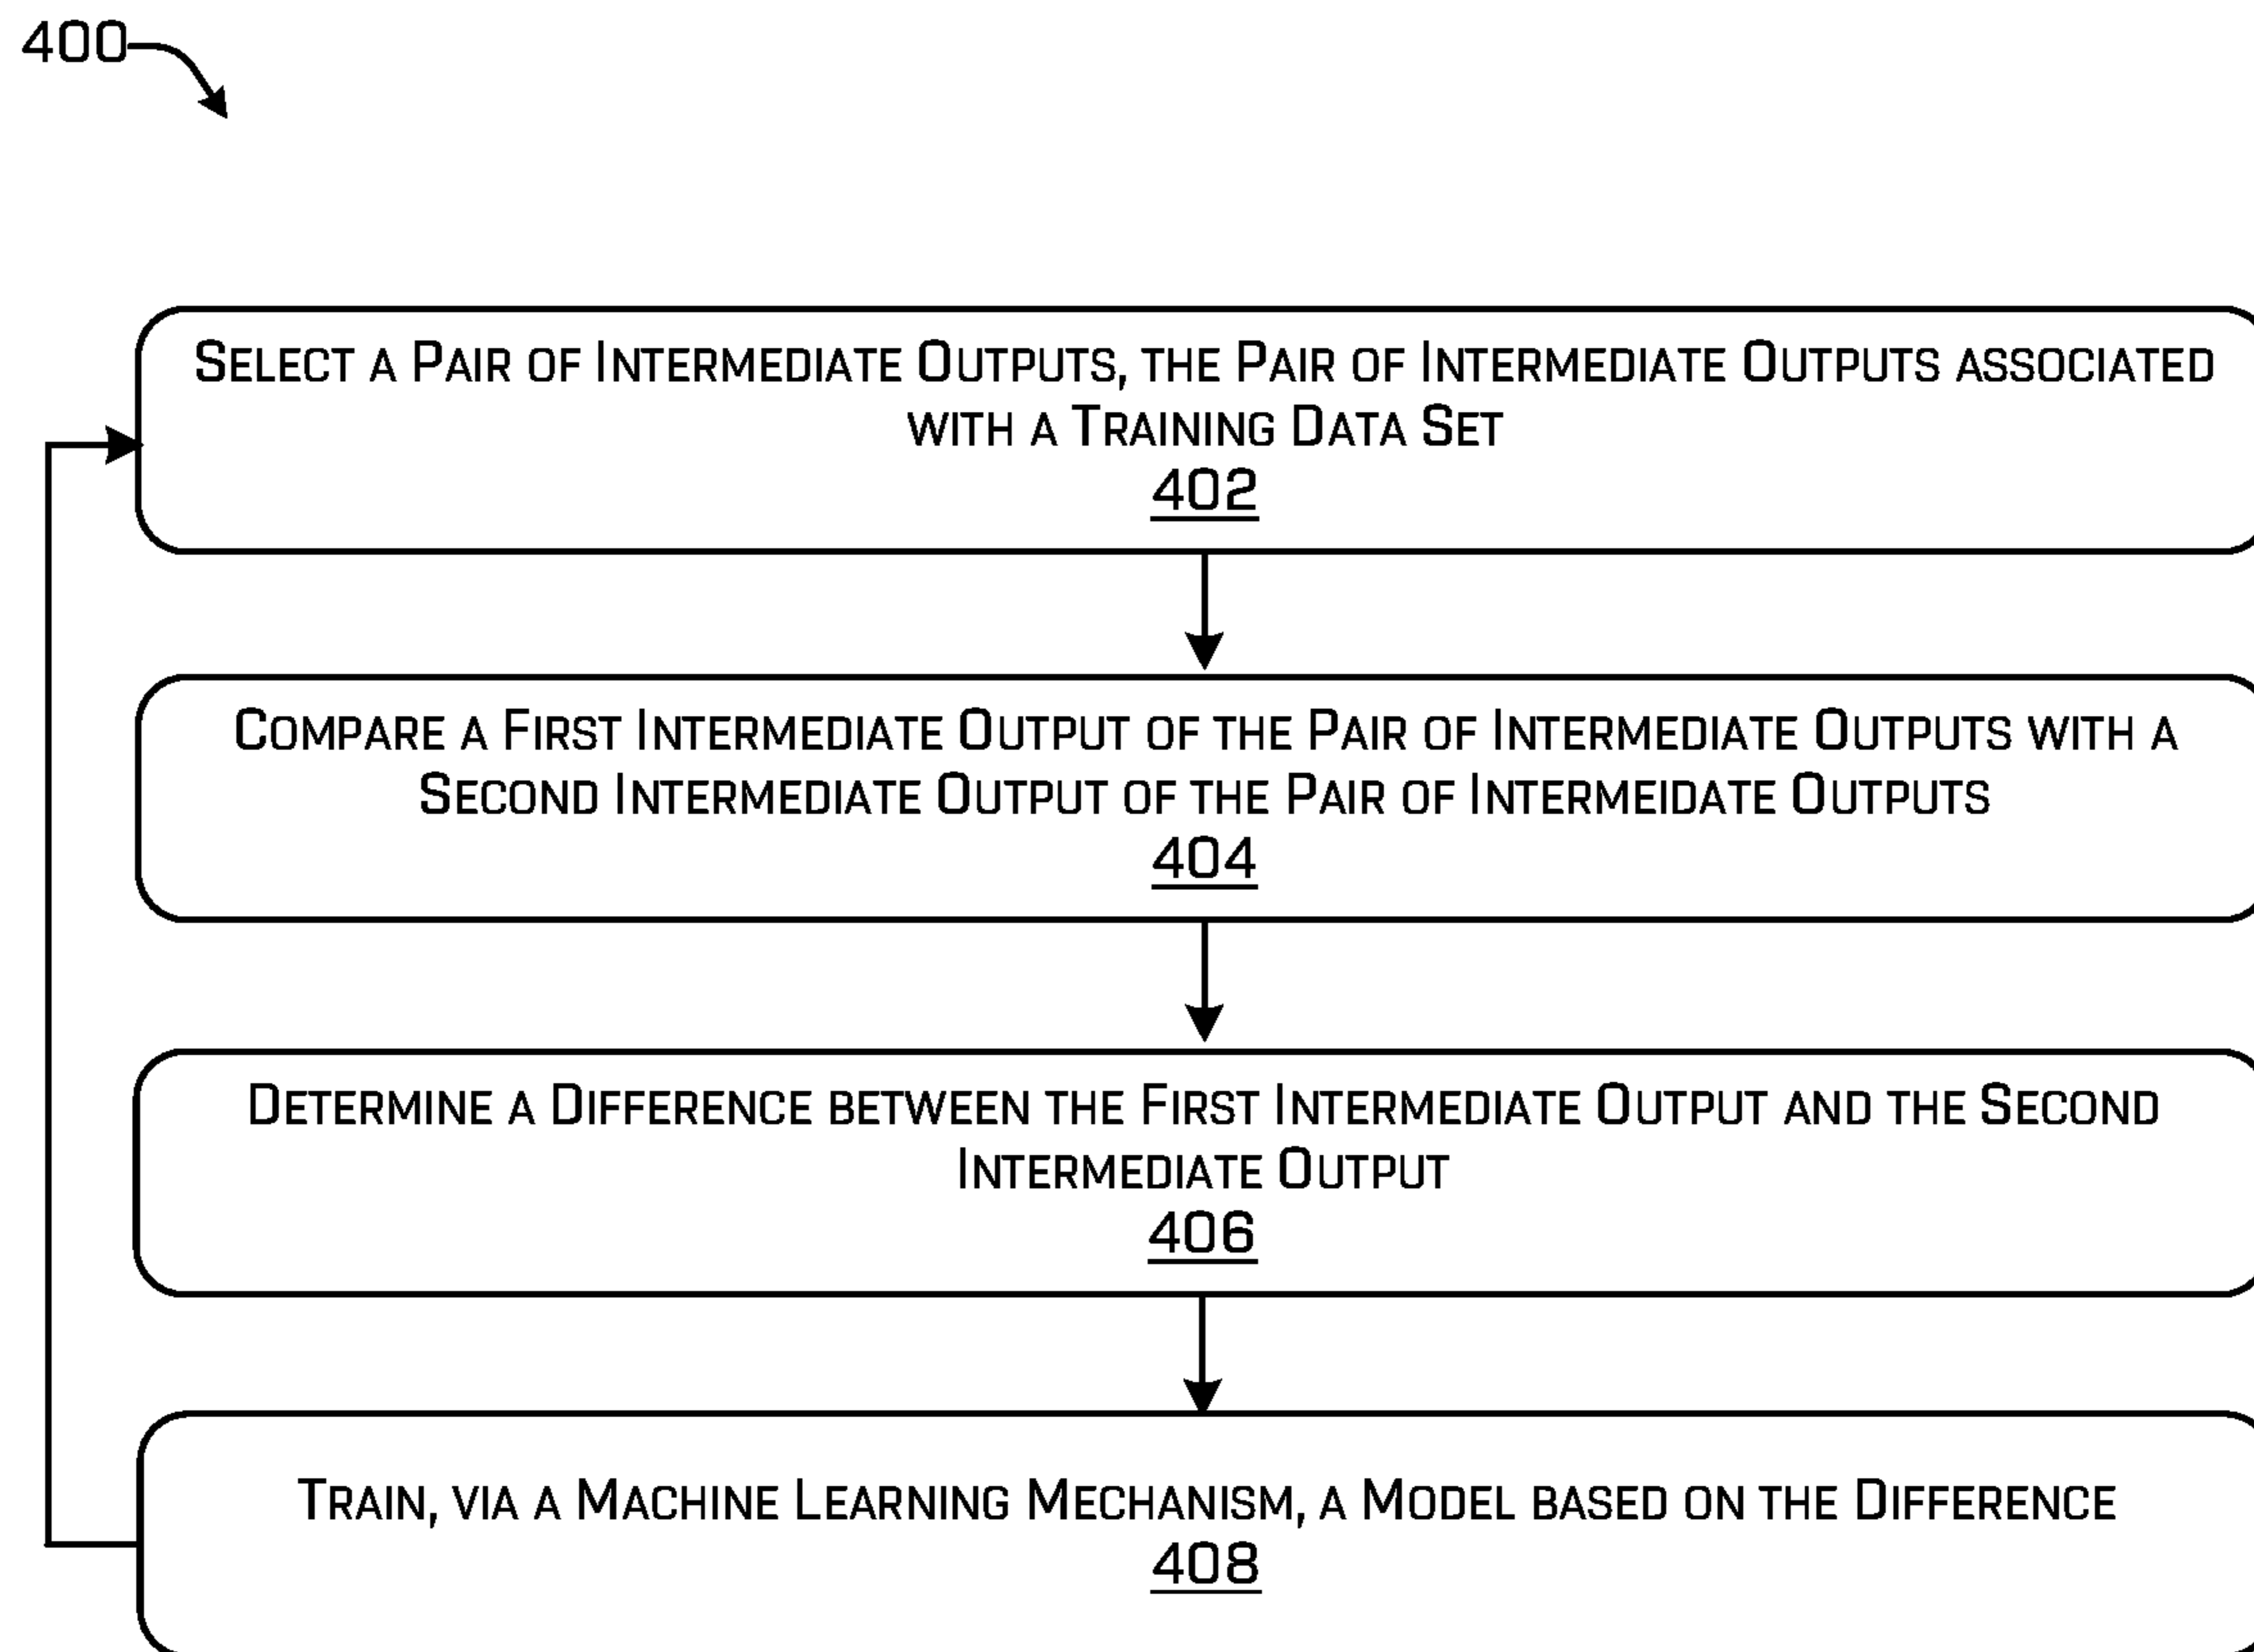 400
Select a Pair of Intermediate Outputs, the Pair of Intermediate Outputs associated
with a Training Data Set
402
Compare a First Intermediate Output of the Pair of Intermediate Outputs with a
Second Intermediate Output of the Pair of Intermeidate Outputs
404
Determine a Difference between the First Intermediate Output and the Second
Intermediate Output
406
Train, via a Machine Learning Mechanism, a Model based on the Difference
408